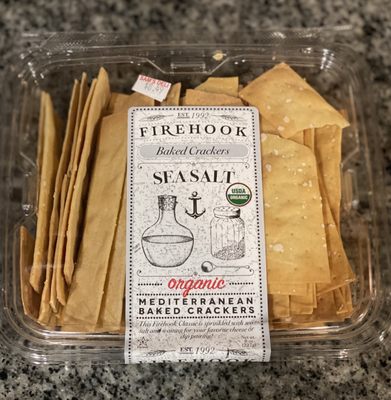 SAM'S
EST. 1992
FIREHOOK
Baked Crackers
SEA SALT
USDA
ORGANIC
organic
MEDITERRANEAN
BAKED CRACKERS
This Firehook Classic is sprinkled with sea
salt and waiting for your favorite cheese &
dip pairing!
EST. 1992